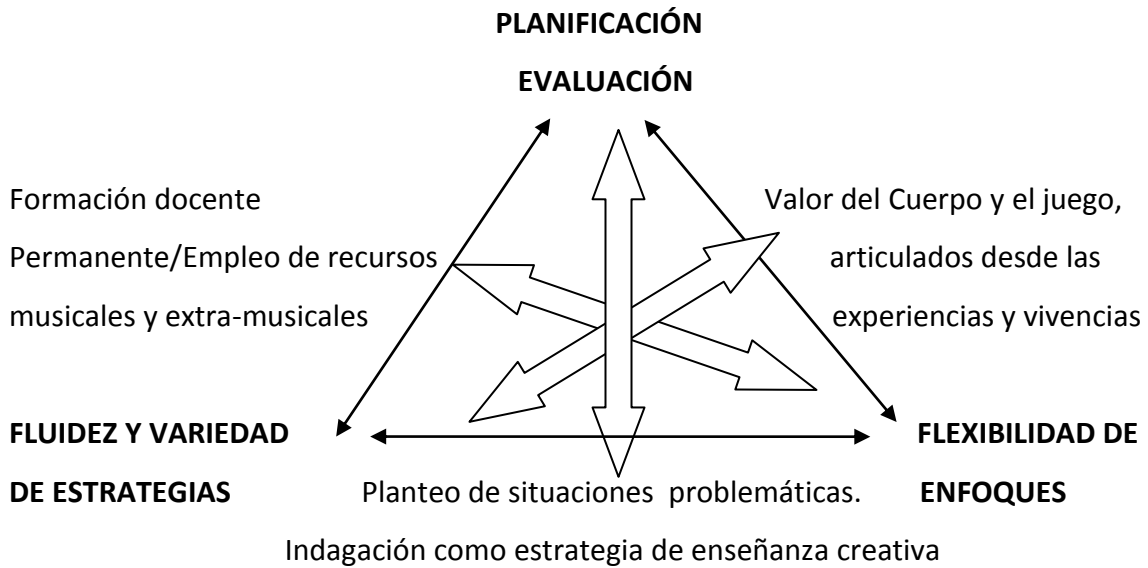 PLANIFICACIÓN
EVALUACIÓN
Formación docente
Permanente/Empleo de recursos
musicales y extra-musicales
Valor del Cuerpo y el juego,
articulados desde las
experiencias y vivencias
FLUIDEZ Y VARIEDAD
DE ESTRATEGIAS
FLEXIBILIDAD DE
ENFOQUES
Planteo de situaciones problemáticas.
Indagación como estrategia de enseñanza creativa